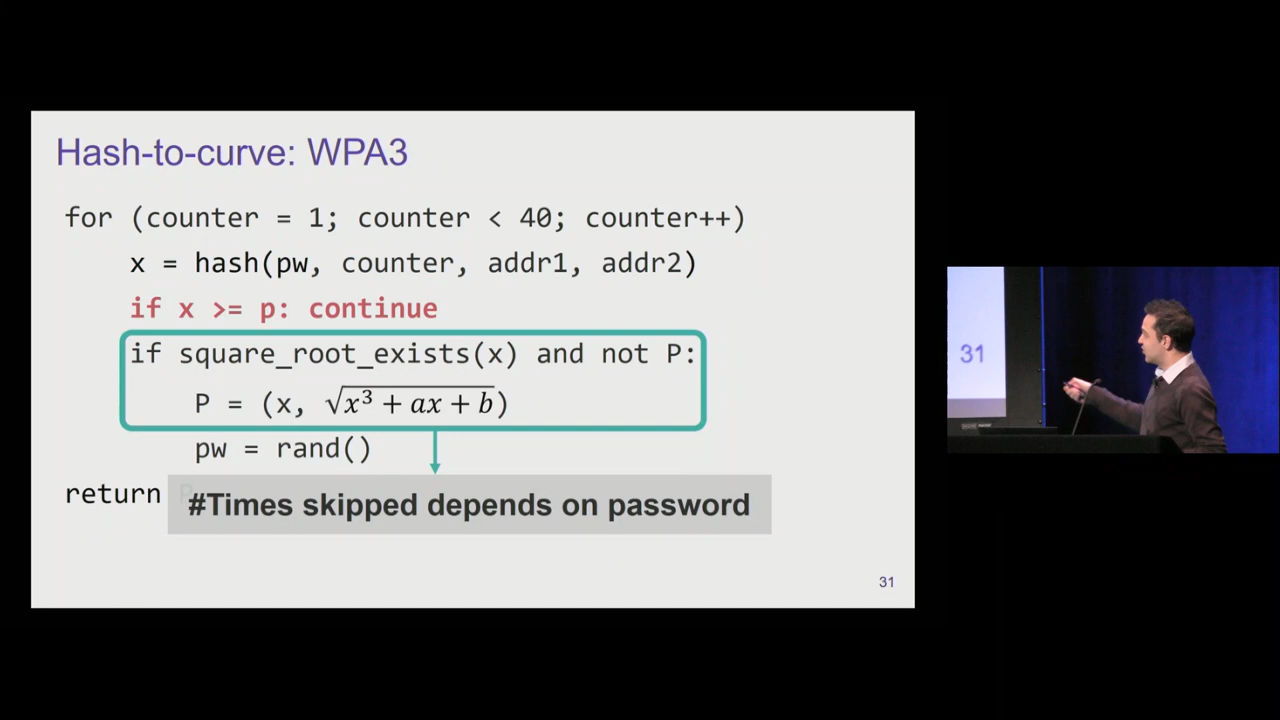 Hash-to-curve: WPA3
for (counter = 1; counter < 40; counter++)
x = hash(pw, counter, addr1, addr2)
if x >= p: continue
if square_root_exists(x) and not P:
P = (x, √x³ + ax + b)
pw = rand()
return P
#Times skipped depends on password
31
31